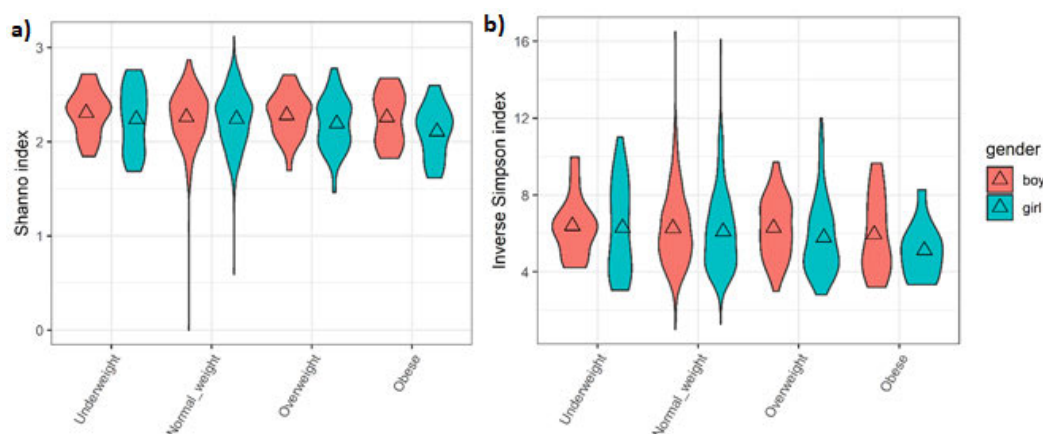 a)
Shanno index
3
2
1
0
Underweight
Normal_weight
Overweight
Obese
b)
Inverse Simpson index
16
12
8
4
Underweight
Normal_weight
Overweight
Obese
gender
boy
girl